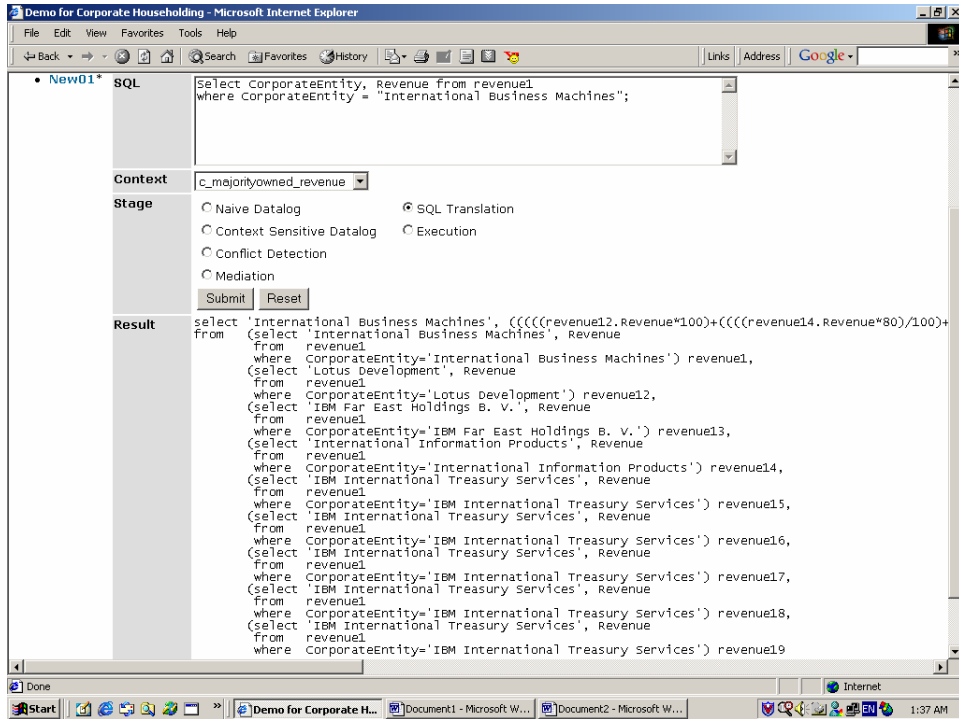 Demo for Corporate Householding - Microsoft Internet Explorer
File Edit View Favorites Tools Help
Back Search Favorites History Links Address Google
New01*
SQL
Select CorporateEntity, Revenue from revenue1
where CorporateEntity = "International Business Machines";
Context
c_majorityowned_revenue
Stage
Naive Datalog SQL Translation
Context Sensitive Datalog Execution
Conflict Detection
Mediation
Submit Reset
Result
select 'International Business Machines', (((((revenue12.Revenue*100)+((((revenue14.Revenue*80)/100)+
from (select 'International Business Machines', Revenue
from revenue1
where CorporateEntity='International Business Machines') revenue1,
(select 'Lotus Development', Revenue
from revenue1
where CorporateEntity='Lotus Development') revenue12,
(select 'IBM Far East Holdings B. V.', Revenue
from revenue1
where CorporateEntity='IBM Far East Holdings B. V.') revenue13,
(select 'International Information Products', Revenue
from revenue1
where CorporateEntity='International Information Products') revenue14,
(select 'IBM International Treasury Services', Revenue
from revenue1
where CorporateEntity='IBM International Treasury Services') revenue15,
(select 'IBM International Treasury Services', Revenue
from revenue1
where CorporateEntity='IBM International Treasury Services') revenue16,
(select 'IBM International Treasury Services', Revenue
from revenue1
where CorporateEntity='IBM International Treasury Services') revenue17,
(select 'IBM International Treasury Services', Revenue
from revenue1
where CorporateEntity='IBM International Treasury Services') revenue18,
(select 'IBM International Treasury Services', Revenue
from revenue1
where CorporateEntity='IBM International Treasury Services') revenue19
Done Internet
Start » Demo for Corporate H... Document1 - Microsoft W... Document2 - Microsoft W... EN 1:37 AM